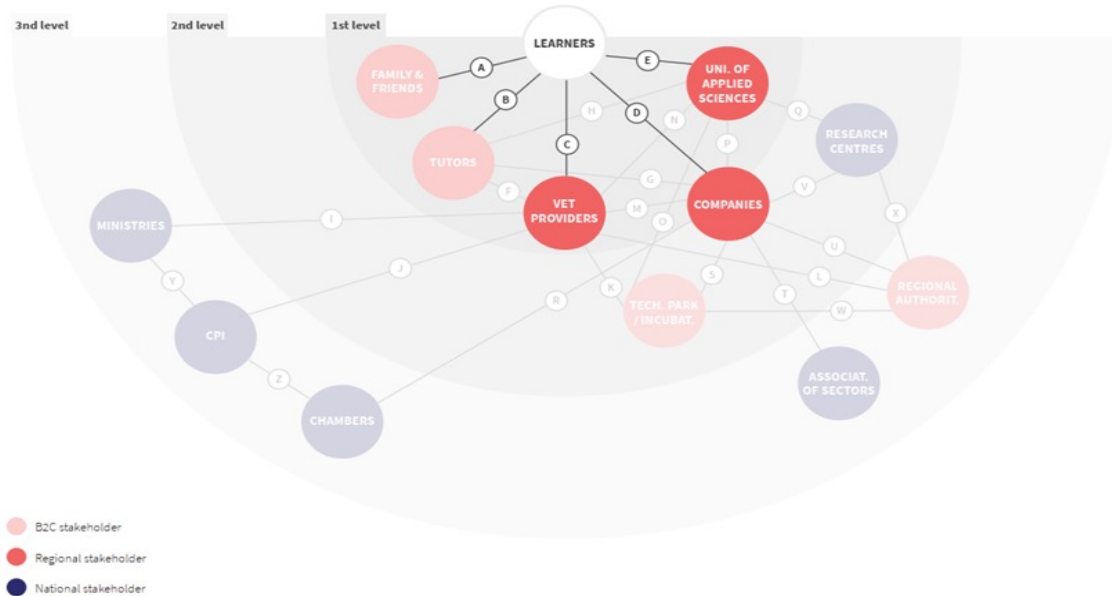 3nd level
2nd level
1st level
LEARNERS
FAMILY &
FRIENDS
A
E
UNI. OF
APPLIED
SCIENCES
B
D
H
N
Q
C
P
RESEARCH
CENTRES
TUTORS
G
F
V
VET
PROVIDERS
M
COMPANIES
O
X
MINISTRIES
I
U
J
S
L
Y
K
T
R
TECH. PARK
/ INCUBAT.
W
REGIONAL
AUTHORIT.
CPI
Z
ASSOCIAT.
OF SECTORS
CHAMBERS
B2C stakeholder
Regional stakeholder
National stakeholder